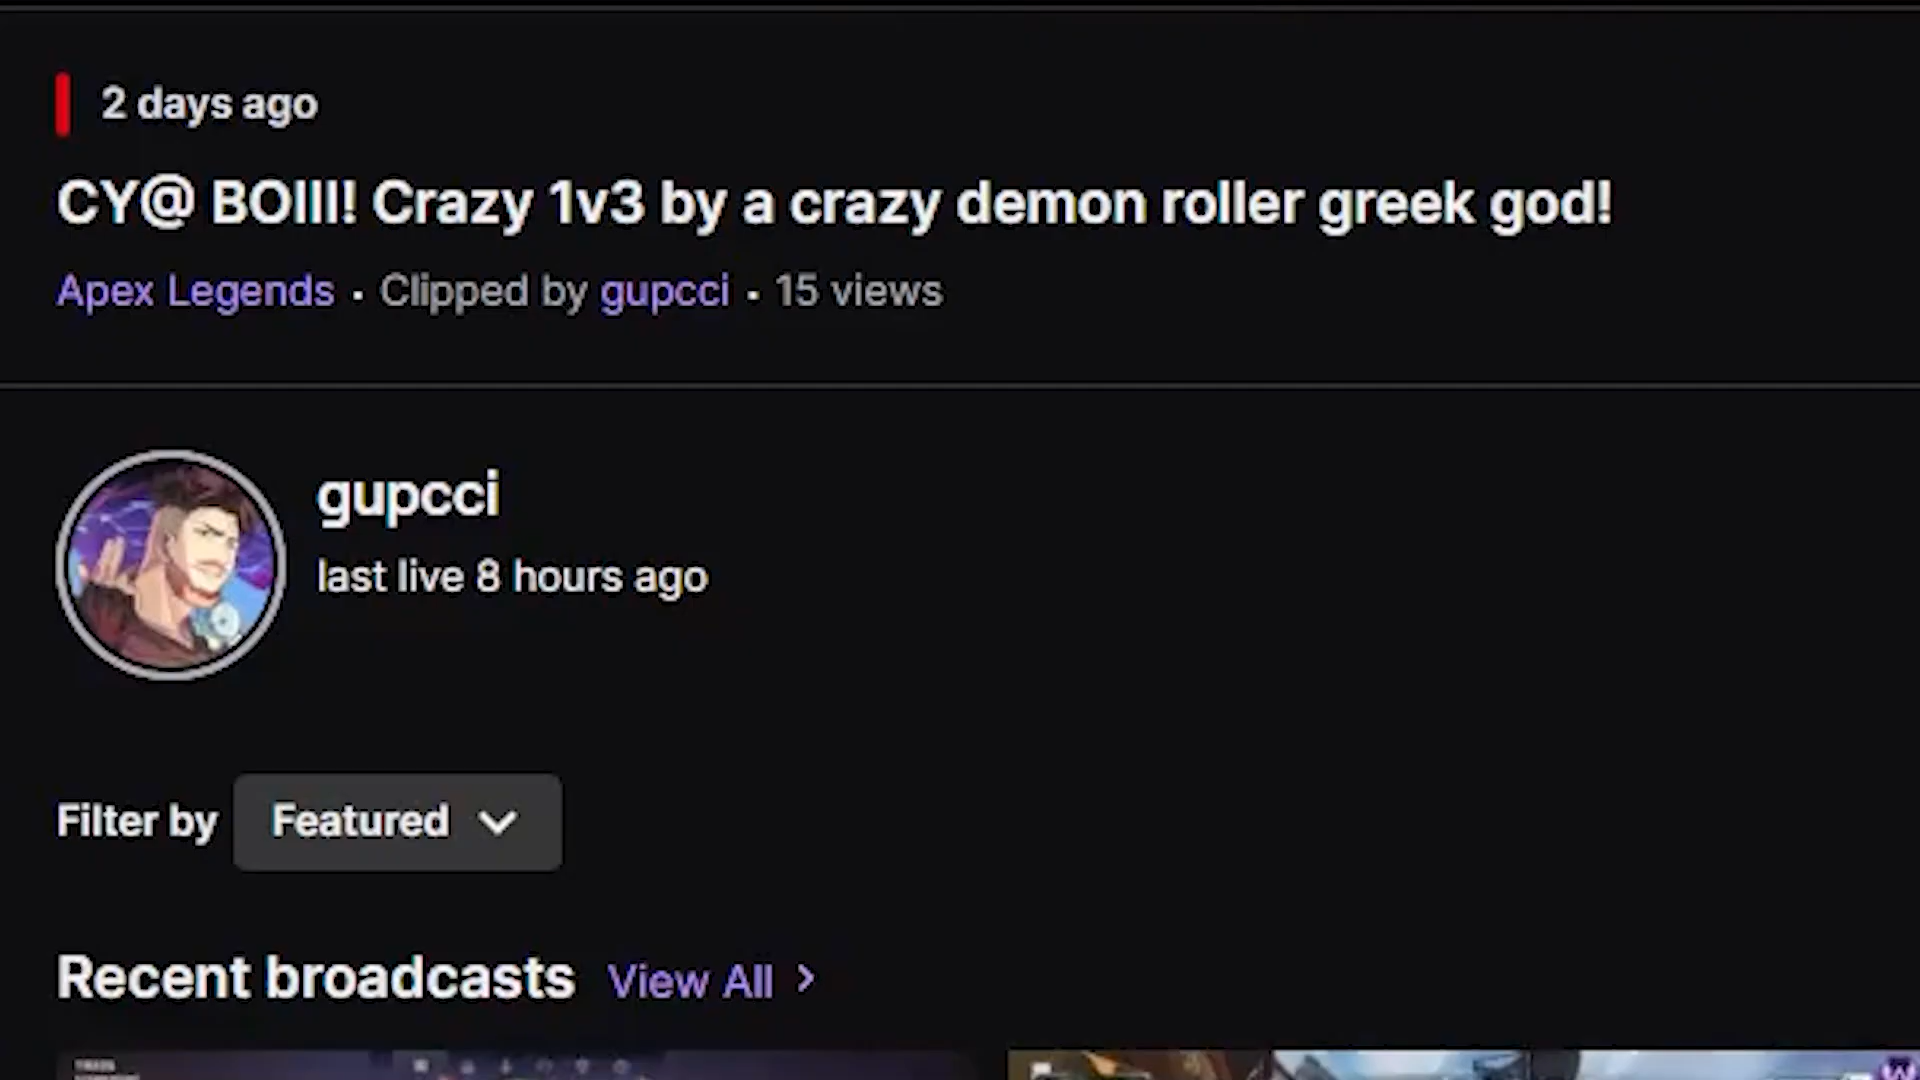 2 days ago
CY@ BOIII! Crazy 1v3 by a crazy demon roller greek god!
Apex Legends · Clipped by gupcci · 15 views
gupcci
last live 8 hours ago
Filter by Featured
Recent broadcasts View All >